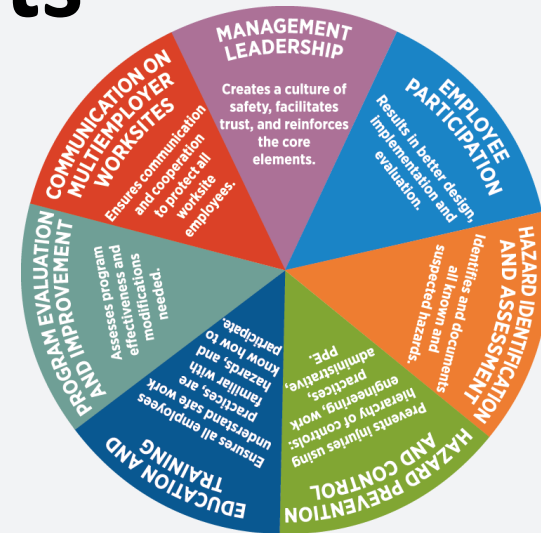 ts
MANAGEMENT
LEADERSHIP
Creates a culture of
safety, facilitates
trust, and reinforces
the core
elements.
EMPLOYEE
PARTICIPATION
Results in better design,
implementation and
evaluation.
HAZARD IDENTIFICATION
AND ASSESSMENT
Identifies and documents
all known and
suspected hazards.
HAZARD PREVENTION
AND CONTROL
Prevents injuries using
hierarchy of controls:
engineering, work
practices,
administrative,
PPE.
EDUCATION AND
TRAINING
Ensures all employees
understand safe work
practices, are
familiar with
hazards, and
know how to
participate.
PROGRAM EVALUATION
AND IMPROVEMENT
Assesses program
effectiveness and
modifications
needed.
COMMUNICATION ON
MULTIEMPLOYER
WORKSITES
Ensures communication
and cooperation
to protect all
worksite
employees.